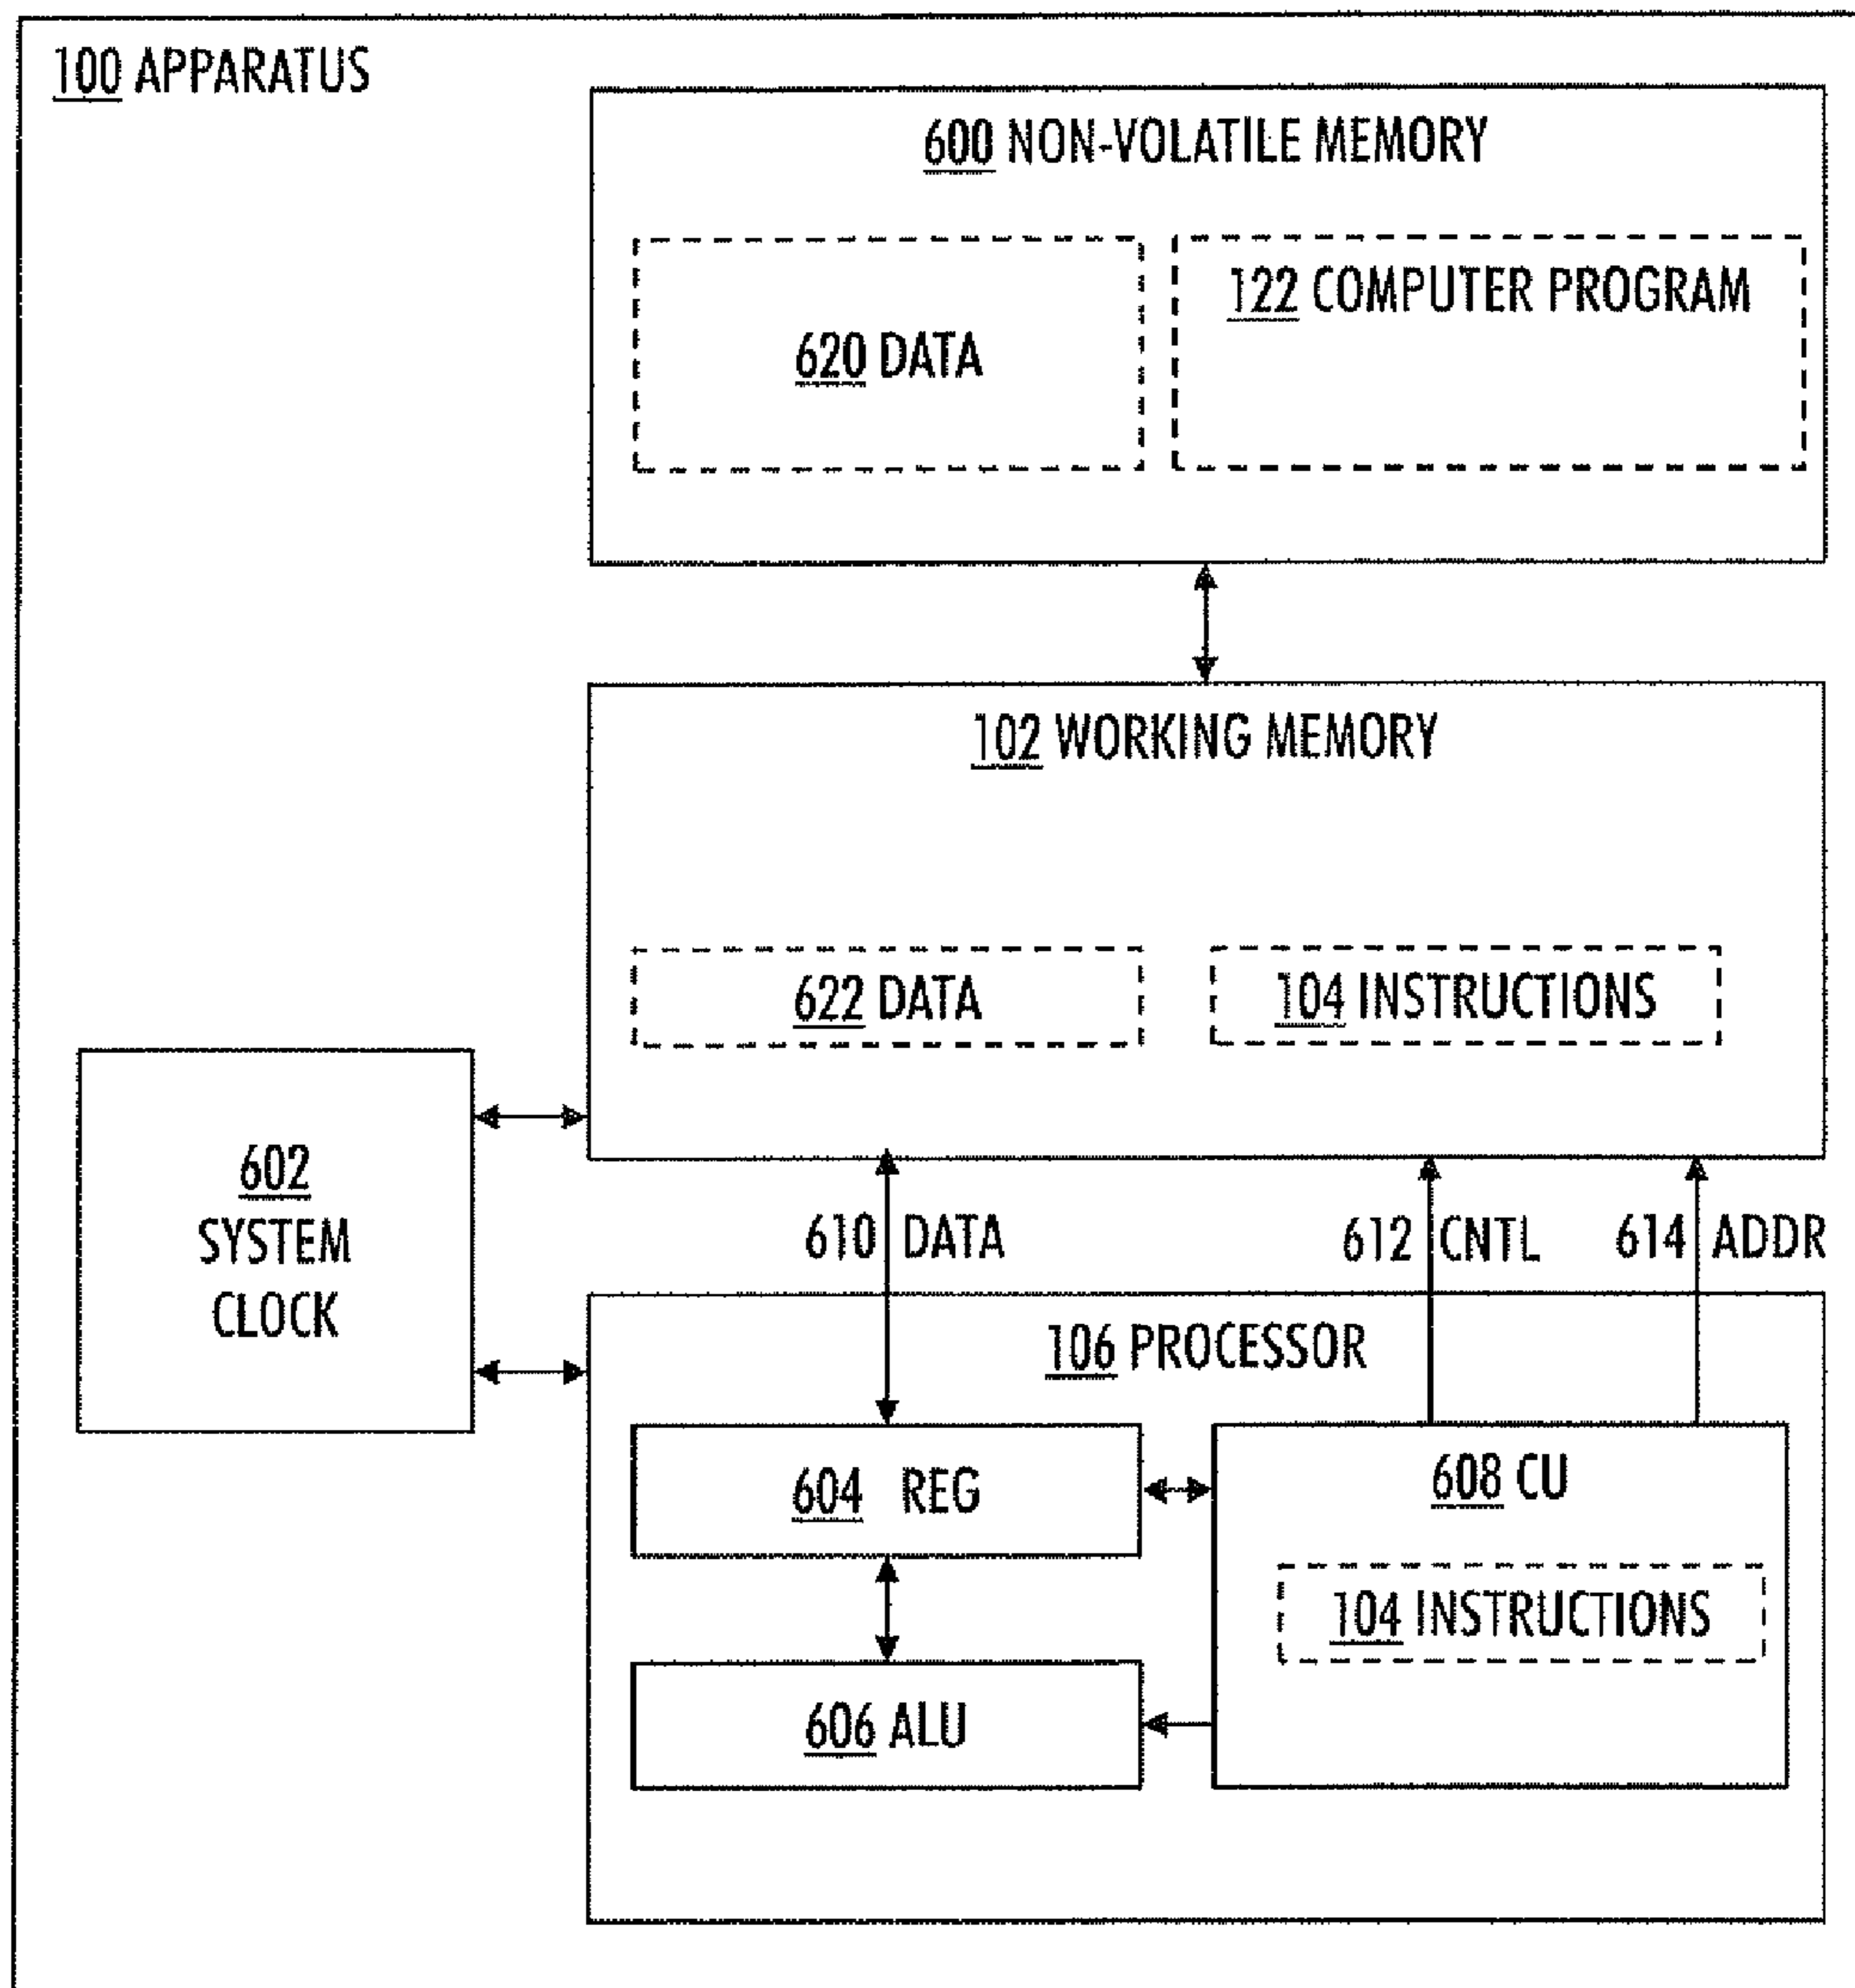 100 APPARATUS
600 NON-VOLATILE MEMORY
620 DATA
122 COMPUTER PROGRAM
102 WORKING MEMORY
622 DATA
104 INSTRUCTIONS
602
SYSTEM
CLOCK
610 DATA
612 CNTL
614 ADDR
106 PROCESSOR
604 REG
608 CU
104 INSTRUCTIONS
606 ALU